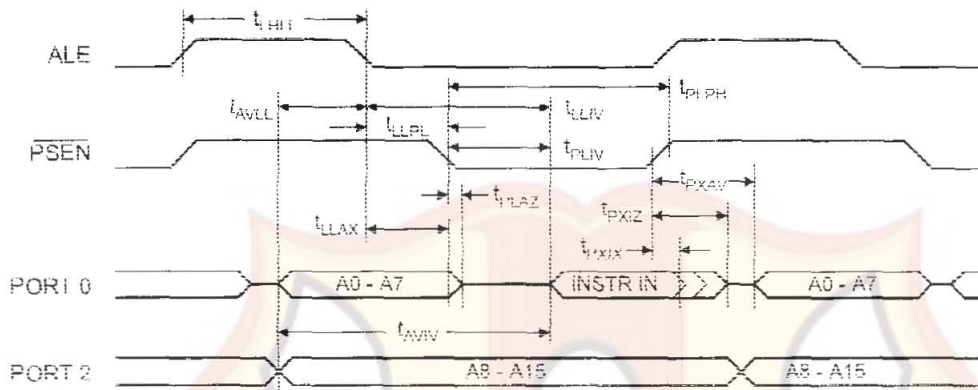 tLHLL
ALE
tPLPH
tAVLL
tLLIV
tLLPL
PSEN
tPLIV
tPXAV
tPLAZ
tLLAX
tPXIZ
tPXIX
PORT 0
A0 - A7
INSTR IN
A0 - A7
tAVIV
PORT 2
A8 - A15
A8 - A15